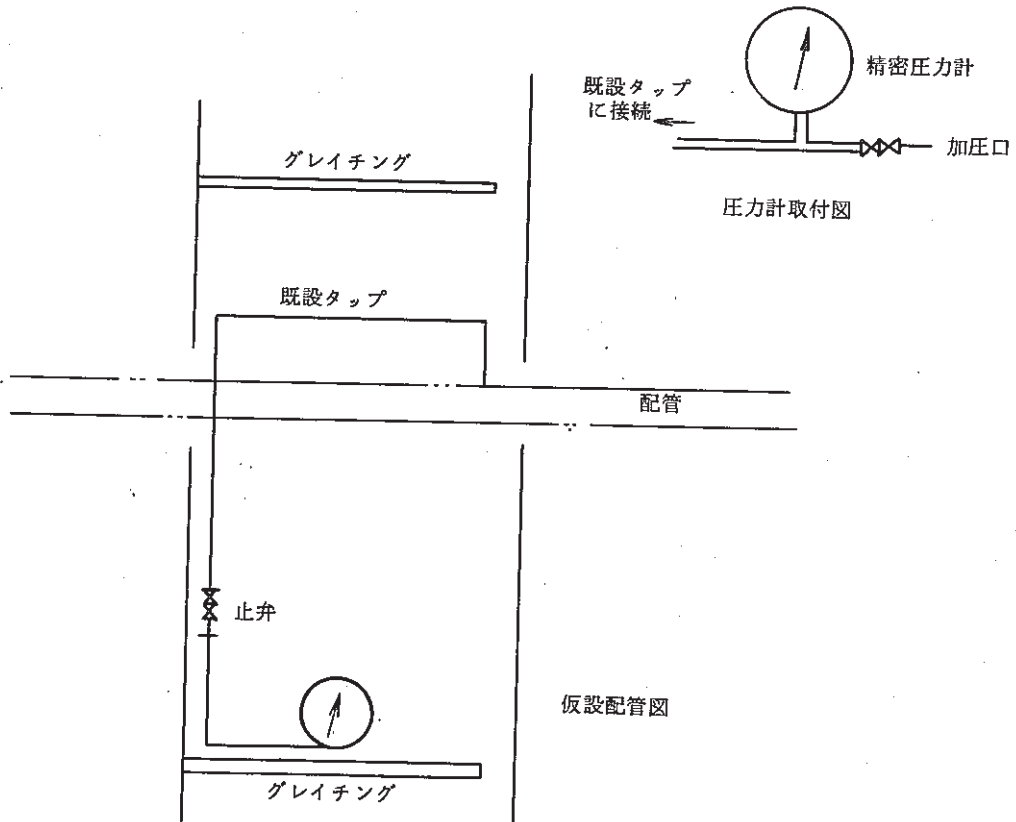 精密圧力計
既設タップ
に接続
加圧口
圧力計取付図
グレイチング
既設タップ
配管
止弁
仮設配管図
グレイチング